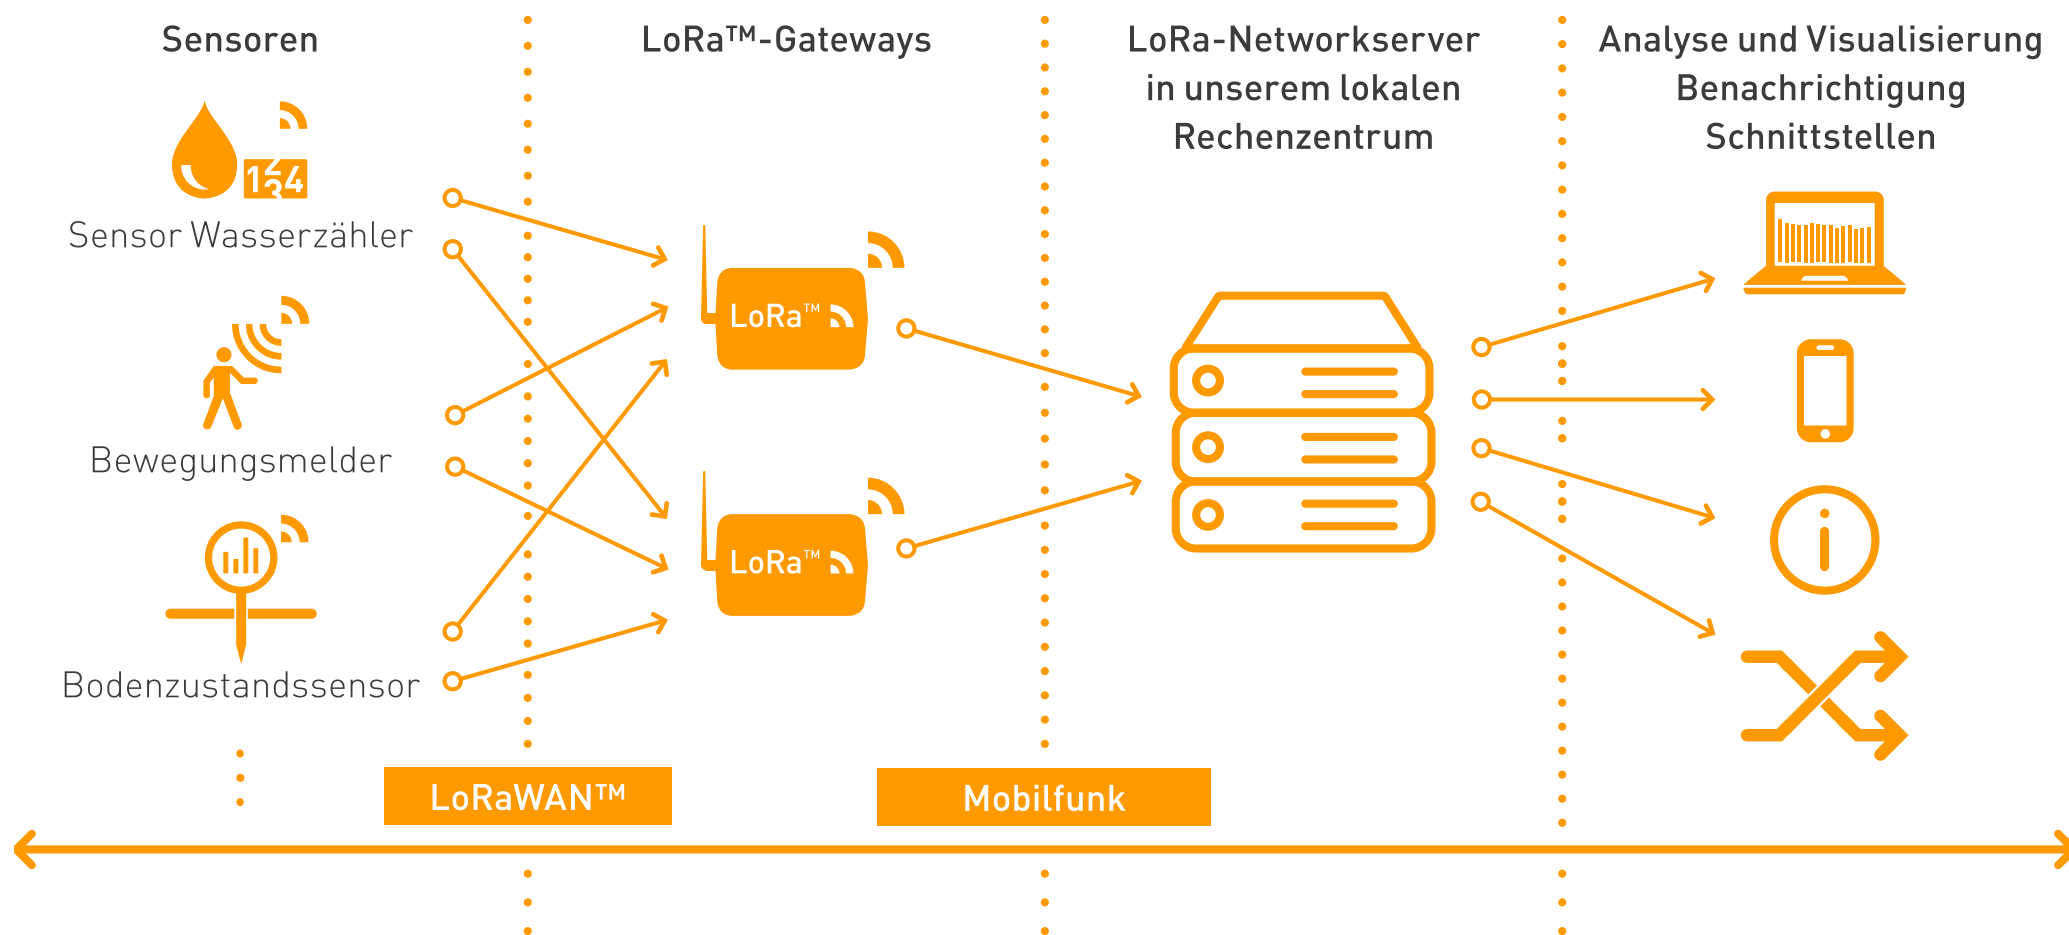 Sensoren
LoRa™-Gateways
LoRa-Networkserver
in unserem lokalen
Rechenzentrum
Analyse und Visualisierung
Benachrichtigung
Schnittstellen
1234
Sensor Wasserzähler
Bewegungsmelder
Bodenzustandssensor
LoRa™
LoRa™
LoRaWAN™
Mobilfunk